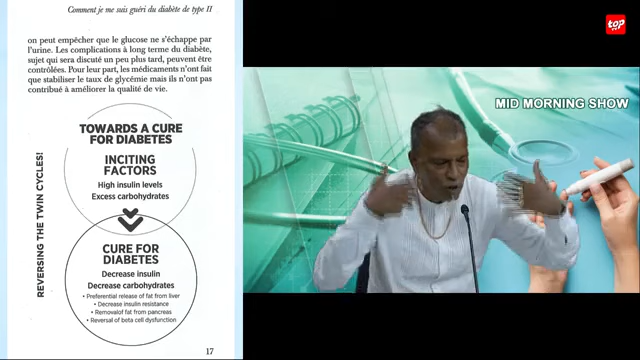 Comment je me suis guéri du diabète de type II
on peut empêcher que le glucose ne s'échappe par
l'urine. Les complications à long terme du diabète,
sujet qui sera discuté un peu plus tard, peuvent être
contrôlées. Pour leur part, les médicaments n'ont fait
que stabiliser le taux de glycémie mais ils n'ont pas
contribué à améliorer la qualité de vie.
REVERSING THE TWIN CYCLES!
TOWARDS A CURE
FOR DIABETES
INCITING
FACTORS
High insulin levels
Excess carbohydrates
CURE FOR
DIABETES
Decrease insulin
Decrease carbohydrates
• Preferential release of fat from liver
• Decrease insulin resistance
• Removalof fat from pancreas
• Reversal of beta cell dysfunction
17
top
MID MORNING SHOW